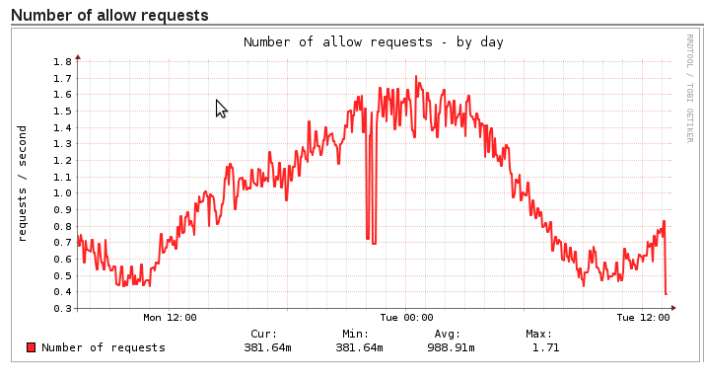 Number of allow requests
Number of allow requests - by day
RRDTOOL / TOBI OETIKER
requests / second
1.8
1.7
1.6
1.5
1.4
1.3
1.2
1.1
1.0
0.9
0.8
0.7
0.6
0.5
0.4
0.3
Mon 12:00 Tue 00:00 Tue 12:00
Cur: Min: Avg: Max:
Number of requests 381.64m 381.64m 988.91m 1.71